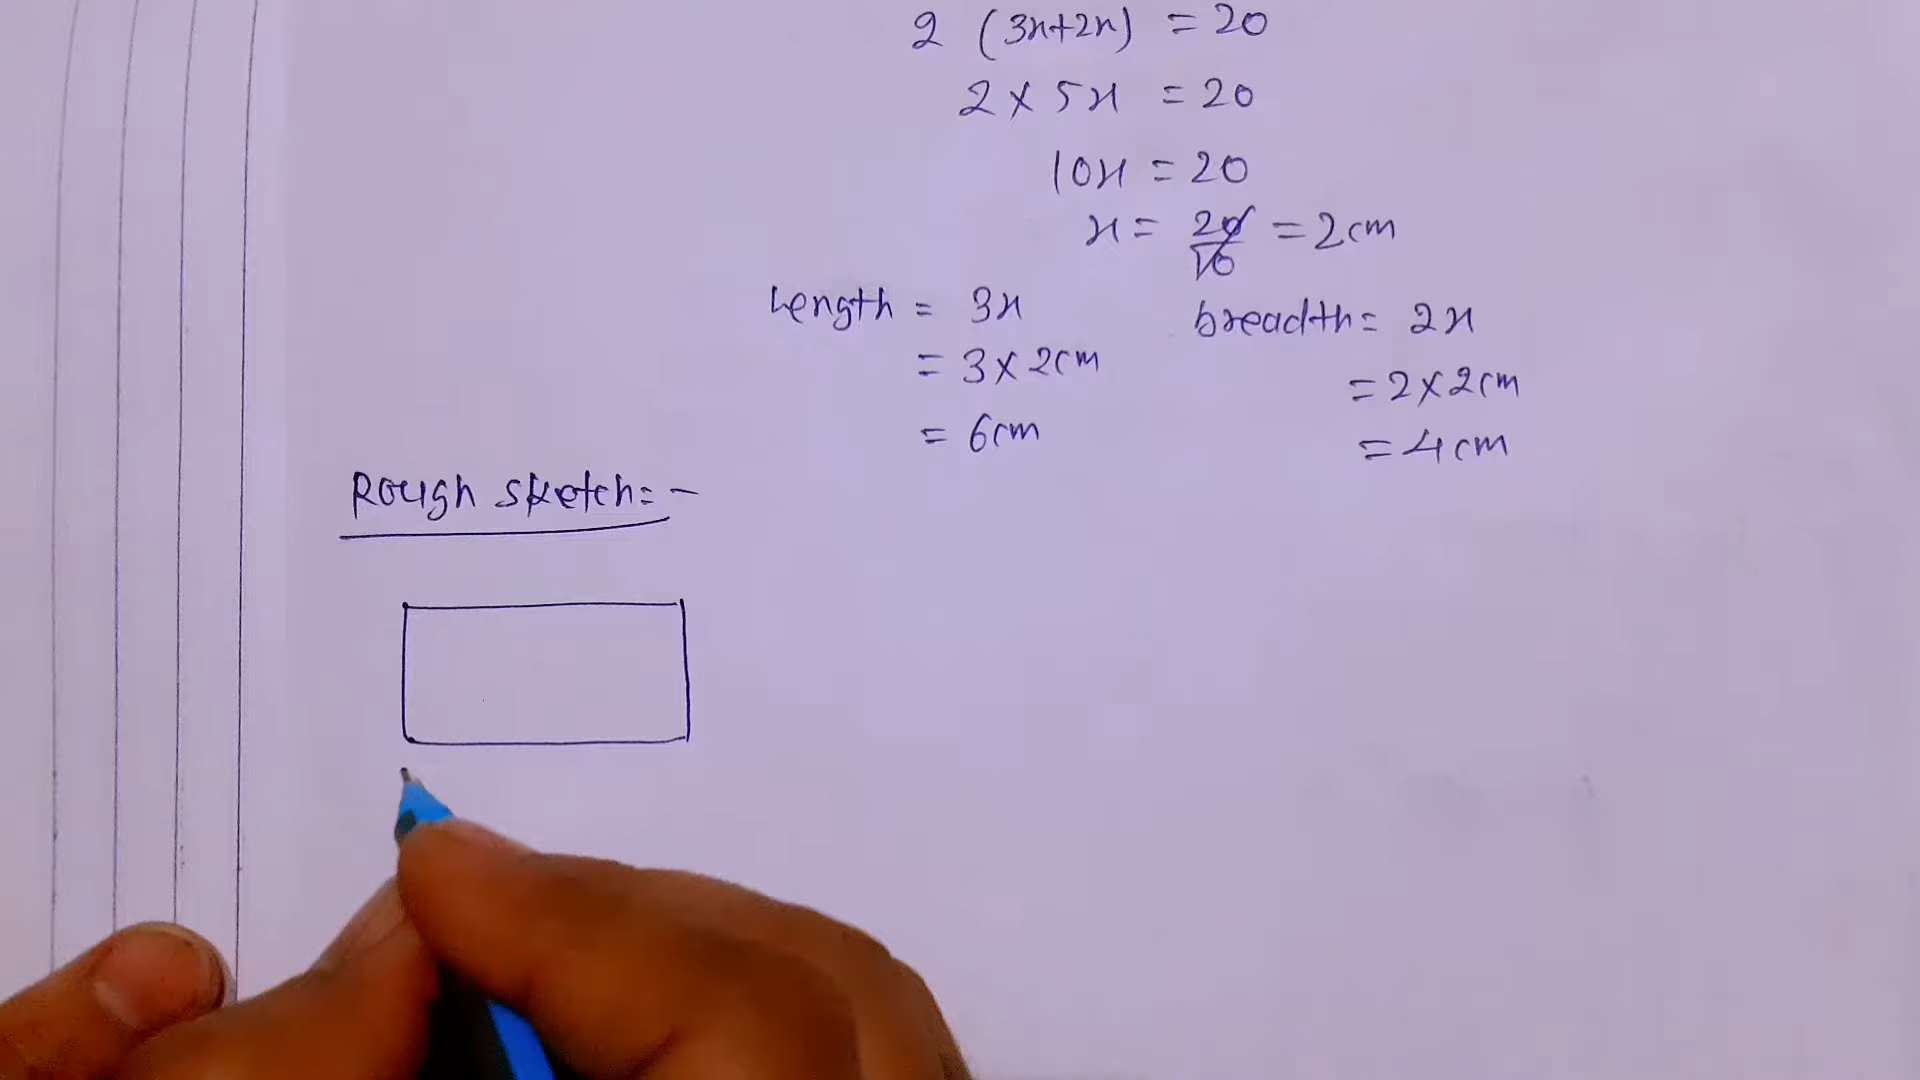 2 (3x+2x) = 20
2 × 5x = 20
10x = 20
x = 20/10 = 2cm
Length = 3x
= 3×2cm
= 6cm
breadth = 2x
= 2×2cm
= 4cm
Rough sketch= -